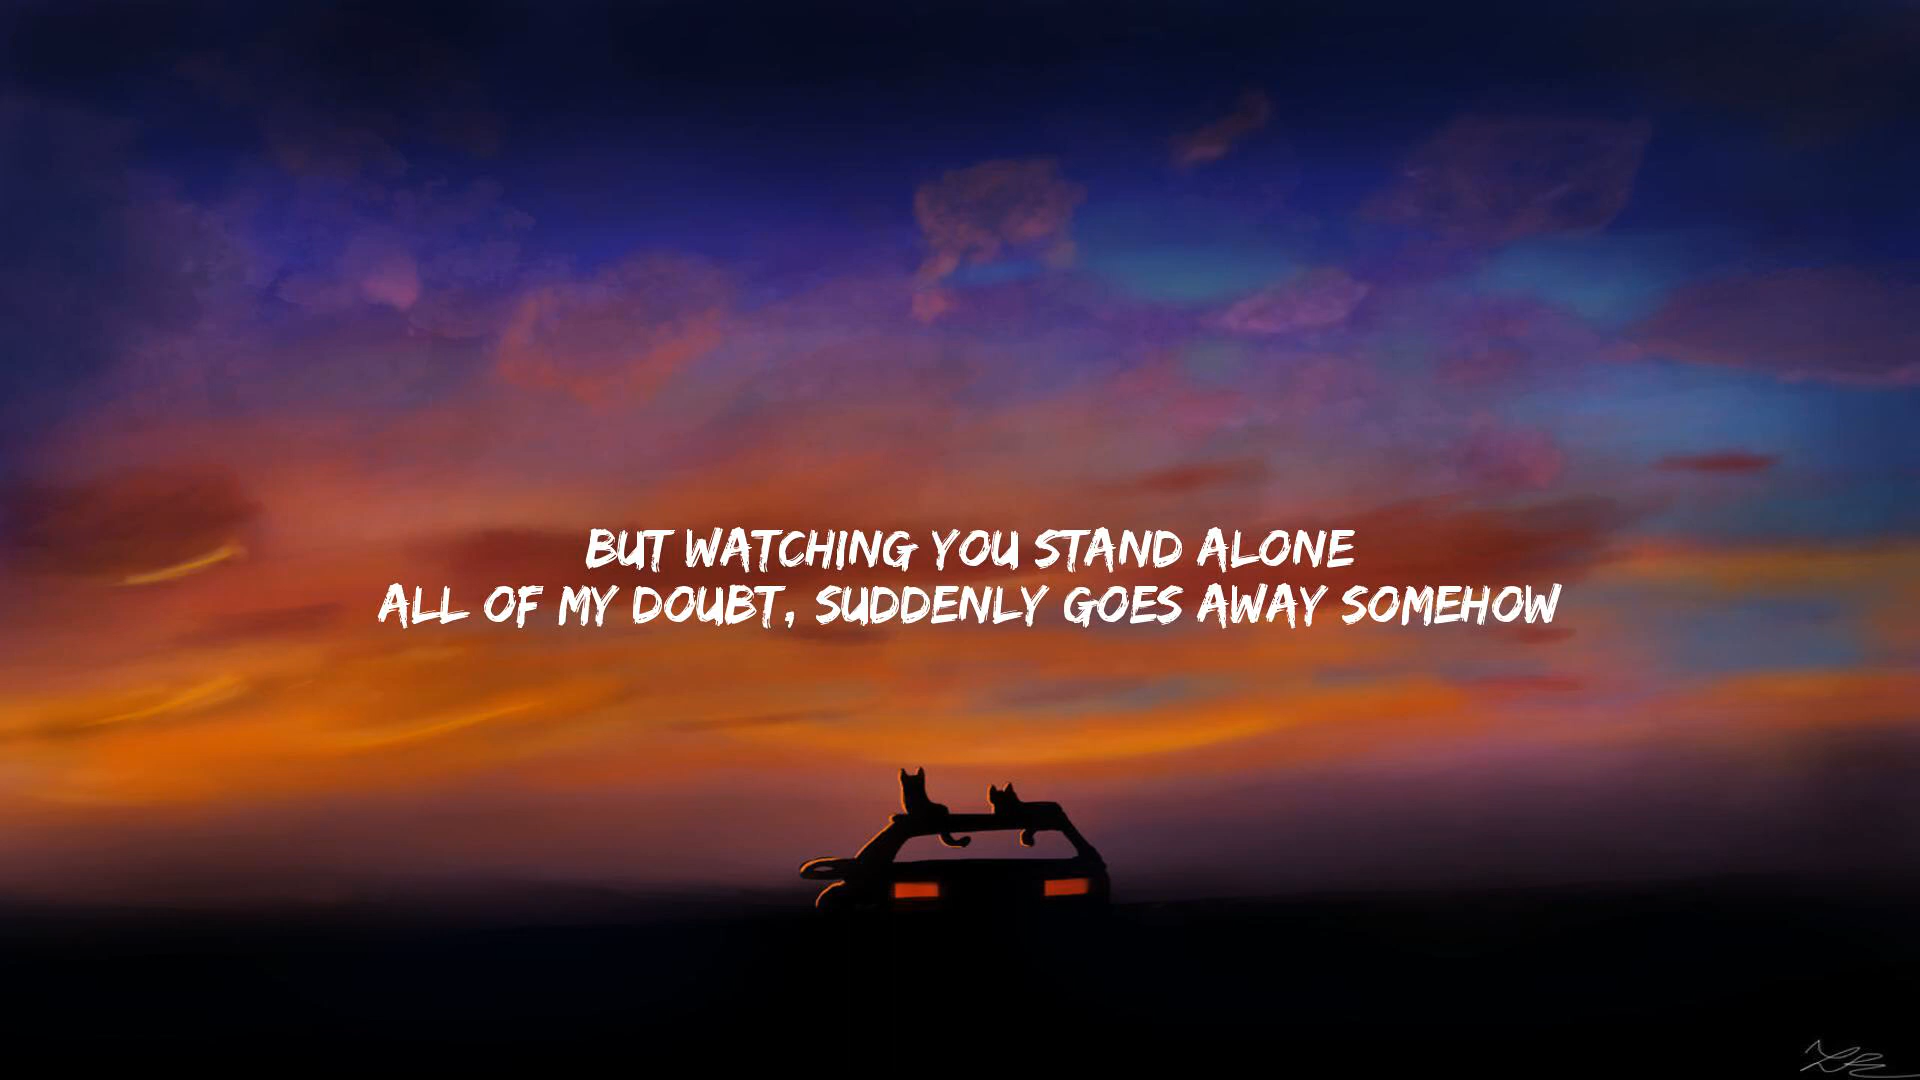 BUT WATCHING YOU STAND ALONE
ALL OF MY DOUBT, SUDDENLY GOES AWAY SOMEHOW